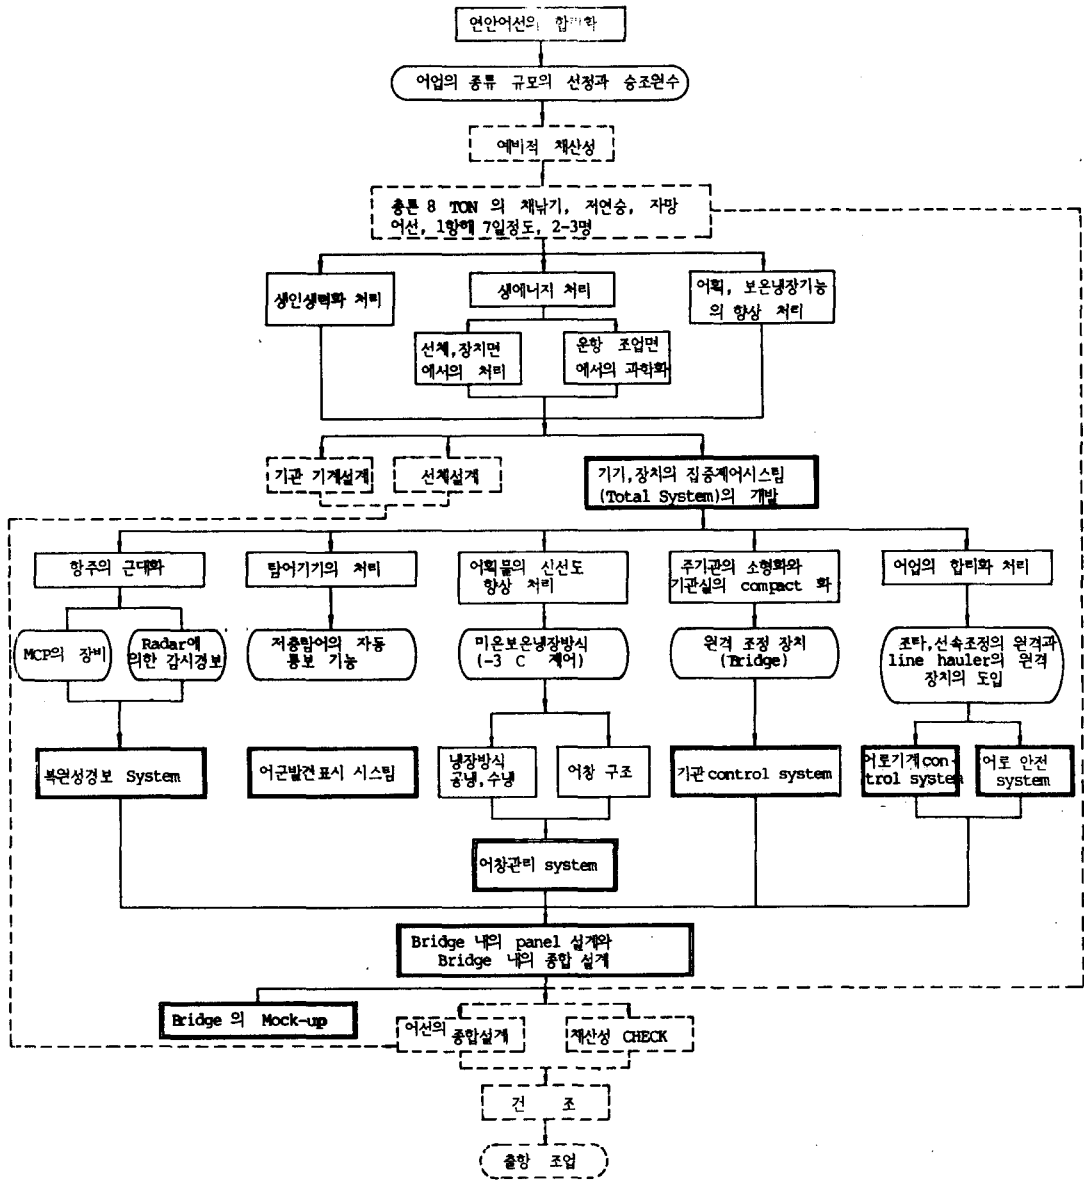 연안어선의 합리화
어업의 종류 규모의 선정과 승조원수
예비적 채산성
총톤 8 TON 의 채낚기, 저연승, 자망
어선, 1항해 7일정도, 2-3명
생인생력화 처리
생에너지 처리
어획, 보온냉장기능
의 향상 처리
선체,장치면
에서의 처리
운항 조업면
에서의 과학화
기관 기계설계
선체설계
기기,장치의 집중제어시스팀
(Total System)의 개발
항주의 근대화
탐어기기의 처리
어획물의 신선도
향상 처리
주기관의 소형화와
기관실의 compact 화
어업의 합리화 처리
MCP의 장비
Radar에
의한 감시경보
저층탐어의 자동
통보 기능
미온보온냉장방식
(-3 C 제어)
원격 조정 장치
(Bridge)
조타,선속조정의 원격과
line hauler의 원격
장치의 도입
복원성경보 System
어군발견표시 시스팀
냉장방식
공냉,수냉
어창 구조
기관 control system
어로기계con-
trol system
어로 안전
system
어창관리 system
Bridge 내의 panel 설계와
Bridge 내의 종합 설계
Bridge 의 Mock-up
어선의
종합설계
채산성 CHECK
건 조
출항 조업